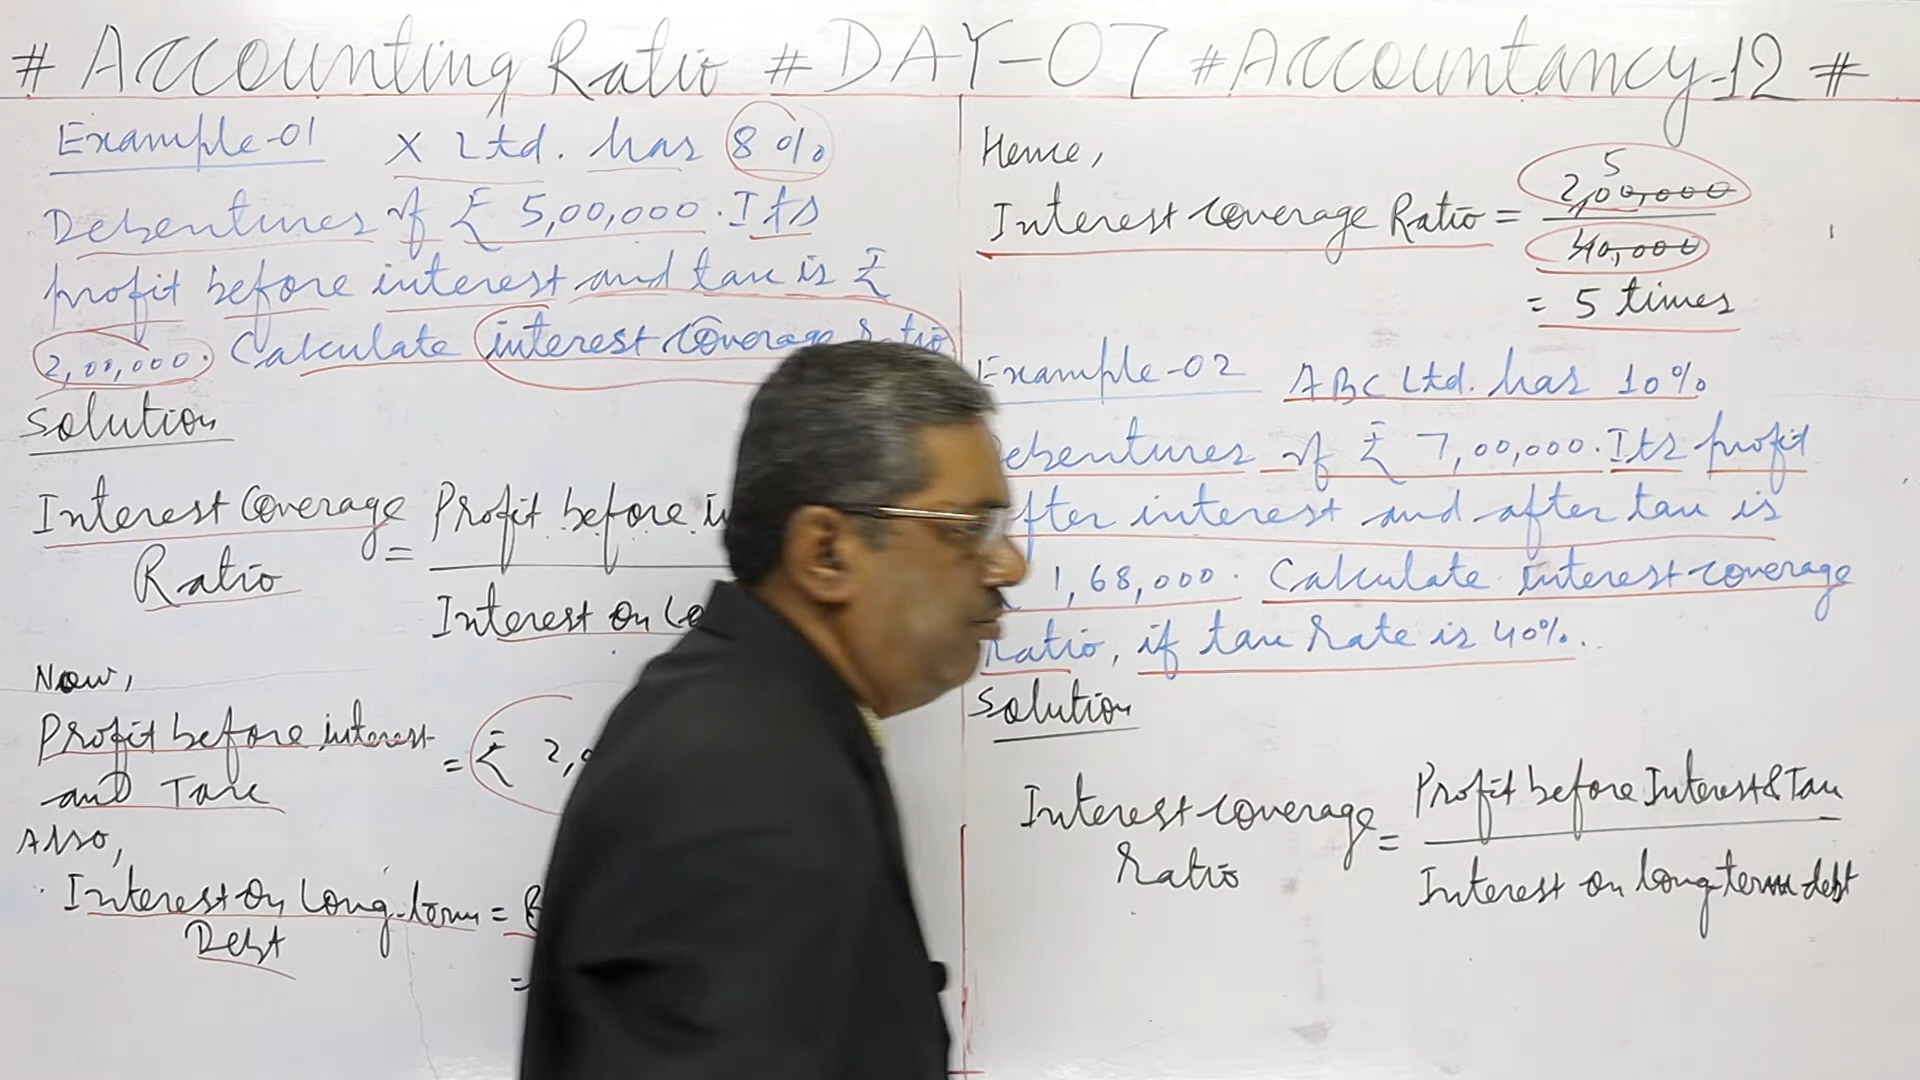 # Accounting Ratio # DAY-07 # Accountancy-12 #
Example-01 X Ltd. has 8%
Debentures of ₹ 5,00,000. Its
profit before interest and tax is ₹
2,00,000. Calculate interest coverage ratio
Solution
Interest Coverage Ratio = Profit before
Interest on
Now,
Profit before interest
and Tax = ₹ 2,
Also,
Interest on Long-term = 8
Debt
=
Hence,
5
Interest coverage Ratio = 2,00,000
40,000
= 5 times
Example-02 ABC Ltd. has 10%
Debentures of ₹ 7,00,000. Its profit
after interest and after tax is
1,68,000. Calculate interest coverage
ratio, if tax rate is 40%.
Solution
Interest coverage Ratio = Profit before Interest & Tax
Interest on long-term debt